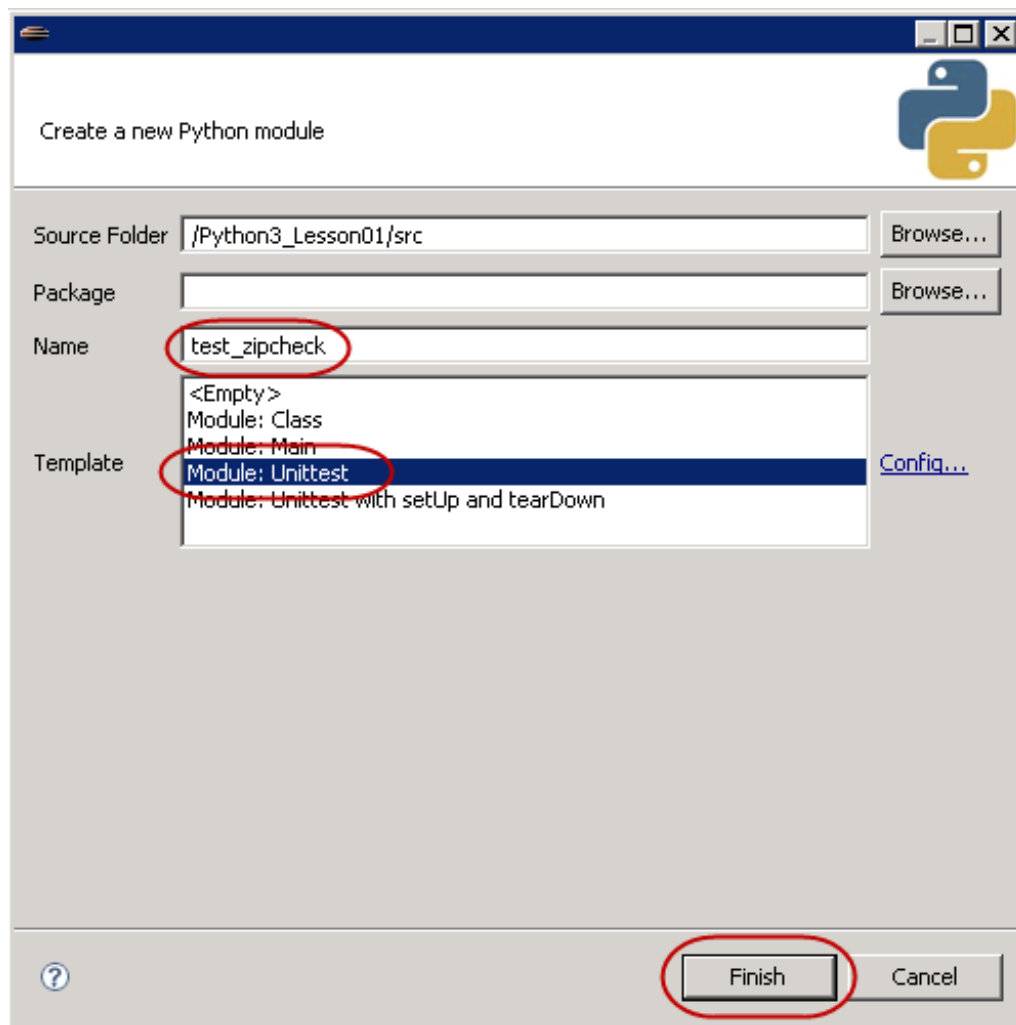 Create a new Python module
Source Folder /Python3_Lesson01/src Browse...
Package Browse...
Name test_zipcheck
<Empty>
Module: Class
Module: Main
Template Module: Unittest Config...
Module: Unittest with setUp and tearDown
? Finish Cancel